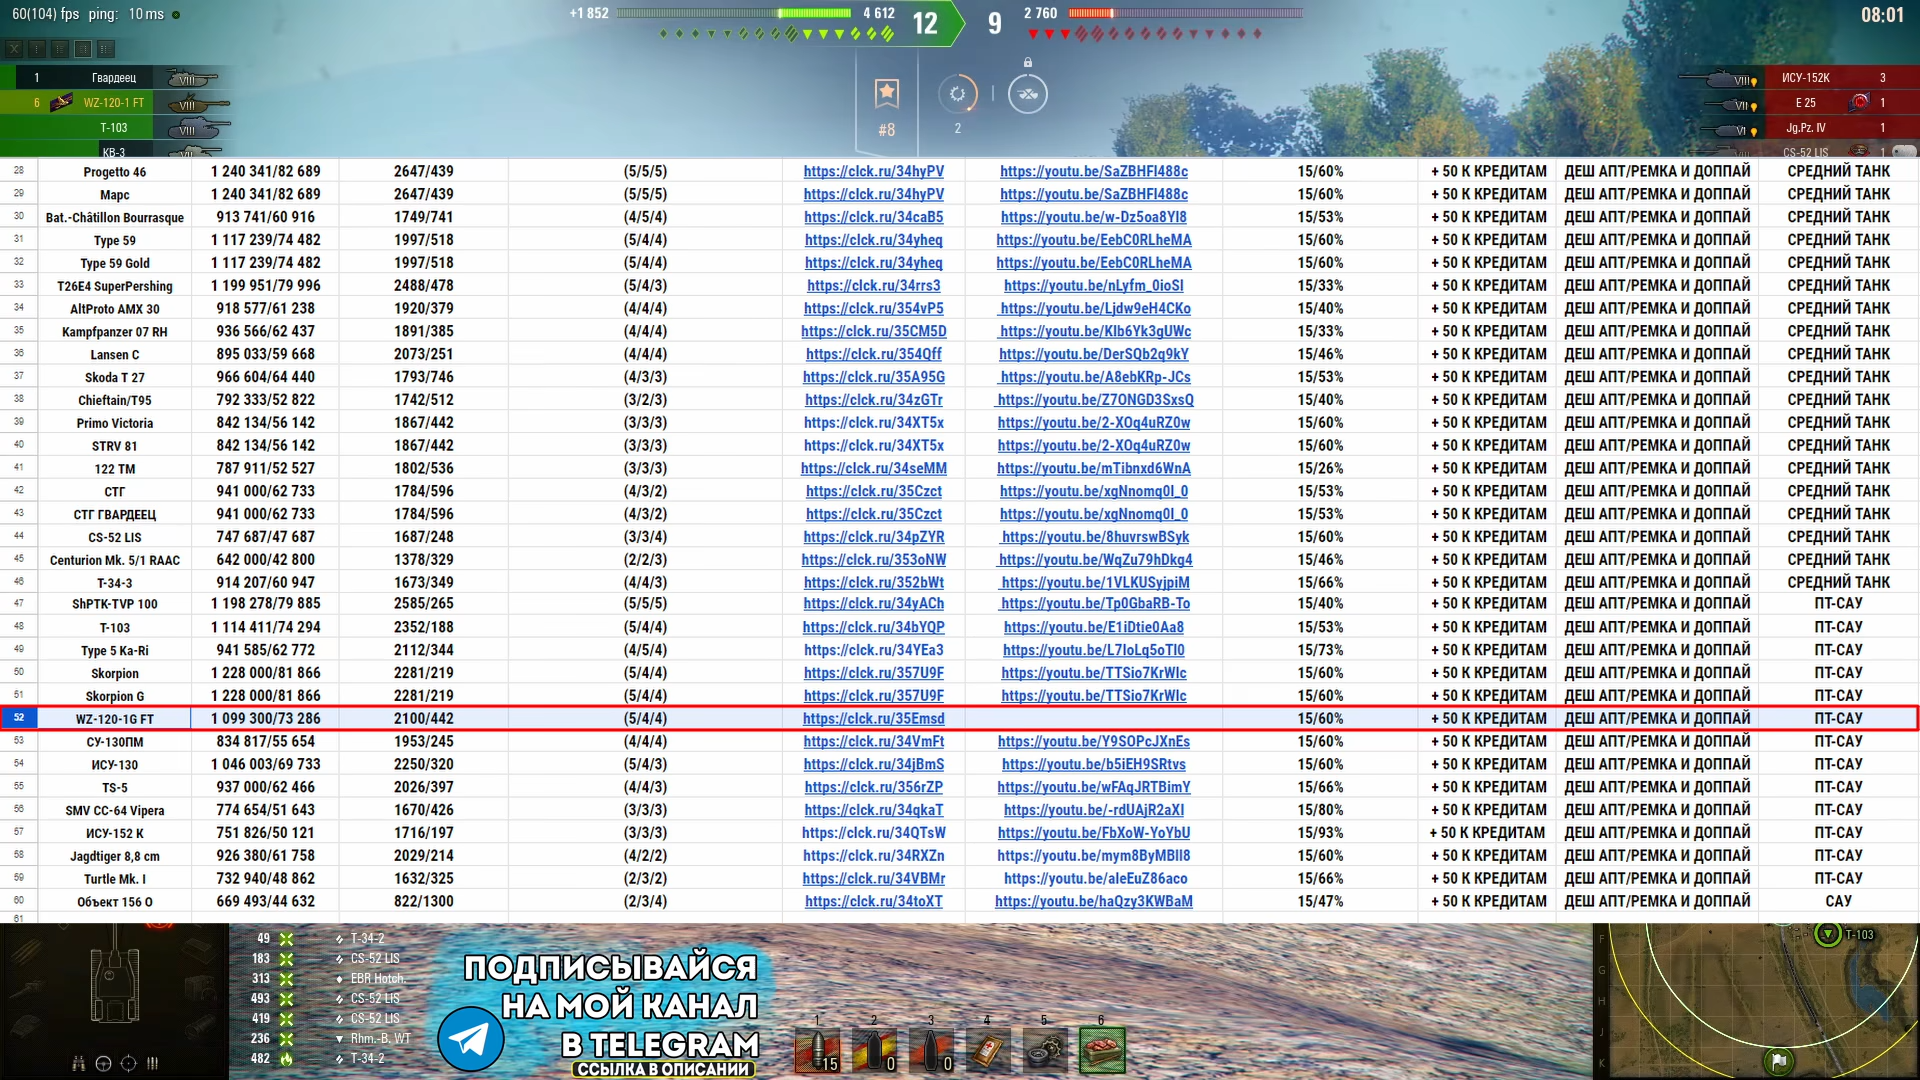 60(104) fps ping: 10 ms
+1 852 4 612 12 9 2 760 08:01
1 Гвардеец VIII
6 WZ-120-1 FT VIII
Т-103 VIII
КВ-3 VII
#8 2
VIII ИСУ-152К 3
VII E 25 1
VI Jg.Pz. IV 1
VIII CS-52 LIS 1
28 Progetto 46 1 240 341/82 689 2647/439 (5/5/5) https://clck.ru/34hyPV https://youtu.be/SaZBHFI488c 15/60% + 50 К КРЕДИТАМ ДЕШ АПТ/РЕМКА И ДОППАЙ СРЕДНИЙ ТАНК
29 Марс 1 240 341/82 689 2647/439 (5/5/5) https://clck.ru/34hyPV https://youtu.be/SaZBHFI488c 15/60% + 50 К КРЕДИТАМ ДЕШ АПТ/РЕМКА И ДОППАЙ СРЕДНИЙ ТАНК
30 Bat.-Châtillon Bourrasque 913 741/60 916 1749/741 (4/5/4) https://clck.ru/34caB5 https://youtu.be/w-Dz5oa8YI8 15/53% + 50 К КРЕДИТАМ ДЕШ АПТ/РЕМКА И ДОППАЙ СРЕДНИЙ ТАНК
31 Type 59 1 117 239/74 482 1997/518 (5/4/4) https://clck.ru/34yheq https://youtu.be/EebC0RLheMA 15/60% + 50 К КРЕДИТАМ ДЕШ АПТ/РЕМКА И ДОППАЙ СРЕДНИЙ ТАНК
32 Type 59 Gold 1 117 239/74 482 1997/518 (5/4/4) https://clck.ru/34yheq https://youtu.be/EebC0RLheMA 15/60% + 50 К КРЕДИТАМ ДЕШ АПТ/РЕМКА И ДОППАЙ СРЕДНИЙ ТАНК
33 T26E4 SuperPershing 1 199 951/79 996 2488/478 (5/4/3) https://clck.ru/34rrs3 https://youtu.be/nLyfm_0ioSI 15/33% + 50 К КРЕДИТАМ ДЕШ АПТ/РЕМКА И ДОППАЙ СРЕДНИЙ ТАНК
34 AltProto AMX 30 918 577/61 238 1920/379 (4/4/4) https://clck.ru/354vP5 https://youtu.be/Ljdw9eH4CKo 15/40% + 50 К КРЕДИТАМ ДЕШ АПТ/РЕМКА И ДОППАЙ СРЕДНИЙ ТАНК
35 Kampfpanzer 07 RH 936 566/62 437 1891/385 (4/4/4) https://clck.ru/35CM5D https://youtu.be/Klb6Yk3gUWc 15/33% + 50 К КРЕДИТАМ ДЕШ АПТ/РЕМКА И ДОППАЙ СРЕДНИЙ ТАНК
36 Lansen C 895 033/59 668 2073/251 (4/4/4) https://clck.ru/354Qff https://youtu.be/DerSQb2q9kY 15/46% + 50 К КРЕДИТАМ ДЕШ АПТ/РЕМКА И ДОППАЙ СРЕДНИЙ ТАНК
37 Skoda T 27 966 604/64 440 1793/746 (4/3/3) https://clck.ru/35A95G https://youtu.be/A8ebKRp-JCs 15/53% + 50 К КРЕДИТАМ ДЕШ АПТ/РЕМКА И ДОППАЙ СРЕДНИЙ ТАНК
38 Chieftain/T95 792 333/52 822 1742/512 (3/2/3) https://clck.ru/34zGTr https://youtu.be/Z7ONGD3SxsQ 15/40% + 50 К КРЕДИТАМ ДЕШ АПТ/РЕМКА И ДОППАЙ СРЕДНИЙ ТАНК
39 Primo Victoria 842 134/56 142 1867/442 (3/3/3) https://clck.ru/34XT5x https://youtu.be/2-XOq4uRZ0w 15/60% + 50 К КРЕДИТАМ ДЕШ АПТ/РЕМКА И ДОППАЙ СРЕДНИЙ ТАНК
40 STRV 81 842 134/56 142 1867/442 (3/3/3) https://clck.ru/34XT5x https://youtu.be/2-XOq4uRZ0w 15/60% + 50 К КРЕДИТАМ ДЕШ АПТ/РЕМКА И ДОППАЙ СРЕДНИЙ ТАНК
41 122 TM 787 911/52 527 1802/536 (3/3/3) https://clck.ru/34seMM https://youtu.be/mTibnxd6WnA 15/26% + 50 К КРЕДИТАМ ДЕШ АПТ/РЕМКА И ДОППАЙ СРЕДНИЙ ТАНК
42 СТГ 941 000/62 733 1784/596 (4/3/2) https://clck.ru/35Czct https://youtu.be/xgNnomq0I_0 15/53% + 50 К КРЕДИТАМ ДЕШ АПТ/РЕМКА И ДОППАЙ СРЕДНИЙ ТАНК
43 СТГ ГВАРДЕЕЦ 941 000/62 733 1784/596 (4/3/2) https://clck.ru/35Czct https://youtu.be/xgNnomq0I_0 15/53% + 50 К КРЕДИТАМ ДЕШ АПТ/РЕМКА И ДОППАЙ СРЕДНИЙ ТАНК
44 CS-52 LIS 747 687/47 687 1687/248 (3/3/4) https://clck.ru/34pZYR https://youtu.be/8huvrswBSyk 15/60% + 50 К КРЕДИТАМ ДЕШ АПТ/РЕМКА И ДОППАЙ СРЕДНИЙ ТАНК
45 Centurion Mk. 5/1 RAAC 642 000/42 800 1378/329 (2/2/3) https://clck.ru/353oNW https://youtu.be/WqZu79hDkg4 15/46% + 50 К КРЕДИТАМ ДЕШ АПТ/РЕМКА И ДОППАЙ СРЕДНИЙ ТАНК
46 Т-34-3 914 207/60 947 1673/349 (4/4/3) https://clck.ru/352bWt https://youtu.be/1VLKUSyjpiM 15/66% + 50 К КРЕДИТАМ ДЕШ АПТ/РЕМКА И ДОППАЙ СРЕДНИЙ ТАНК
47 ShPTK-TVP 100 1 198 278/79 885 2585/265 (5/5/5) https://clck.ru/34yACh https://youtu.be/Tp0GbaRB-To 15/40% + 50 К КРЕДИТАМ ДЕШ АПТ/РЕМКА И ДОППАЙ ПТ-САУ
48 Т-103 1 114 411/74 294 2352/188 (5/4/4) https://clck.ru/34bYQP https://youtu.be/E1iDtie0Aa8 15/53% + 50 К КРЕДИТАМ ДЕШ АПТ/РЕМКА И ДОППАЙ ПТ-САУ
49 Type 5 Ka-Ri 941 585/62 772 2112/344 (4/5/4) https://clck.ru/34YEa3 https://youtu.be/L7IoLq5oTI0 15/73% + 50 К КРЕДИТАМ ДЕШ АПТ/РЕМКА И ДОППАЙ ПТ-САУ
50 Skorpion 1 228 000/81 866 2281/219 (5/4/4) https://clck.ru/357U9F https://youtu.be/TTSio7KrWIc 15/60% + 50 К КРЕДИТАМ ДЕШ АПТ/РЕМКА И ДОППАЙ ПТ-САУ
51 Skorpion G 1 228 000/81 866 2281/219 (5/4/4) https://clck.ru/357U9F https://youtu.be/TTSio7KrWIc 15/60% + 50 К КРЕДИТАМ ДЕШ АПТ/РЕМКА И ДОППАЙ ПТ-САУ
52 WZ-120-1G FT 1 099 300/73 286 2100/442 (5/4/4) https://clck.ru/35Emsd 15/60% + 50 К КРЕДИТАМ ДЕШ АПТ/РЕМКА И ДОППАЙ ПТ-САУ
53 СУ-130ПМ 834 817/55 654 1953/245 (4/4/4) https://clck.ru/34VmFt https://youtu.be/Y9SOPcJXnEs 15/60% + 50 К КРЕДИТАМ ДЕШ АПТ/РЕМКА И ДОППАЙ ПТ-САУ
54 ИСУ-130 1 046 003/69 733 2250/320 (5/4/3) https://clck.ru/34jBmS https://youtu.be/b5iEH9SRtvs 15/60% + 50 К КРЕДИТАМ ДЕШ АПТ/РЕМКА И ДОППАЙ ПТ-САУ
55 TS-5 937 000/62 466 2026/397 (4/4/3) https://clck.ru/356rZP https://youtu.be/wFAqJRTBimY 15/66% + 50 К КРЕДИТАМ ДЕШ АПТ/РЕМКА И ДОППАЙ ПТ-САУ
56 SMV CC-64 Vipera 774 654/51 643 1670/426 (3/3/3) https://clck.ru/34qkaT https://youtu.be/-rdUAjR2aXI 15/80% + 50 К КРЕДИТАМ ДЕШ АПТ/РЕМКА И ДОППАЙ ПТ-САУ
57 ИСУ-152 К 751 826/50 121 1716/197 (3/3/3) https://clck.ru/34QTsW https://youtu.be/FbXoW-YoYbU 15/93% + 50 К КРЕДИТАМ ДЕШ АПТ/РЕМКА И ДОППАЙ ПТ-САУ
58 Jagdtiger 8,8 cm 926 380/61 758 2029/214 (4/2/2) https://clck.ru/34RXZn https://youtu.be/mym8ByMBII8 15/60% + 50 К КРЕДИТАМ ДЕШ АПТ/РЕМКА И ДОППАЙ ПТ-САУ
59 Turtle Mk. I 732 940/48 862 1632/325 (2/3/2) https://clck.ru/34VBMr https://youtu.be/aIeEuZ86aco 15/66% + 50 К КРЕДИТАМ ДЕШ АПТ/РЕМКА И ДОППАЙ ПТ-САУ
60 Объект 156 О 669 493/44 632 822/1300 (2/3/4) https://clck.ru/34toXT https://youtu.be/haQzy3KWBaM 15/47% + 50 К КРЕДИТАМ ДЕШ АПТ/РЕМКА И ДОППАЙ САУ
61
49 T-34-2
183 CS-52 LIS
313 EBR Hotch.
493 CS-52 LIS
419 CS-52 LIS
236 Rhm.-B. WT
482 T-34-2
ПОДПИСЫВАЙСЯ
НА МОЙ КАНАЛ
В TELEGRAM
ССЫЛКА В ОПИСАНИИ
1 2 3 4 5 6
15 0 0
T-103
F
G
H
J
K